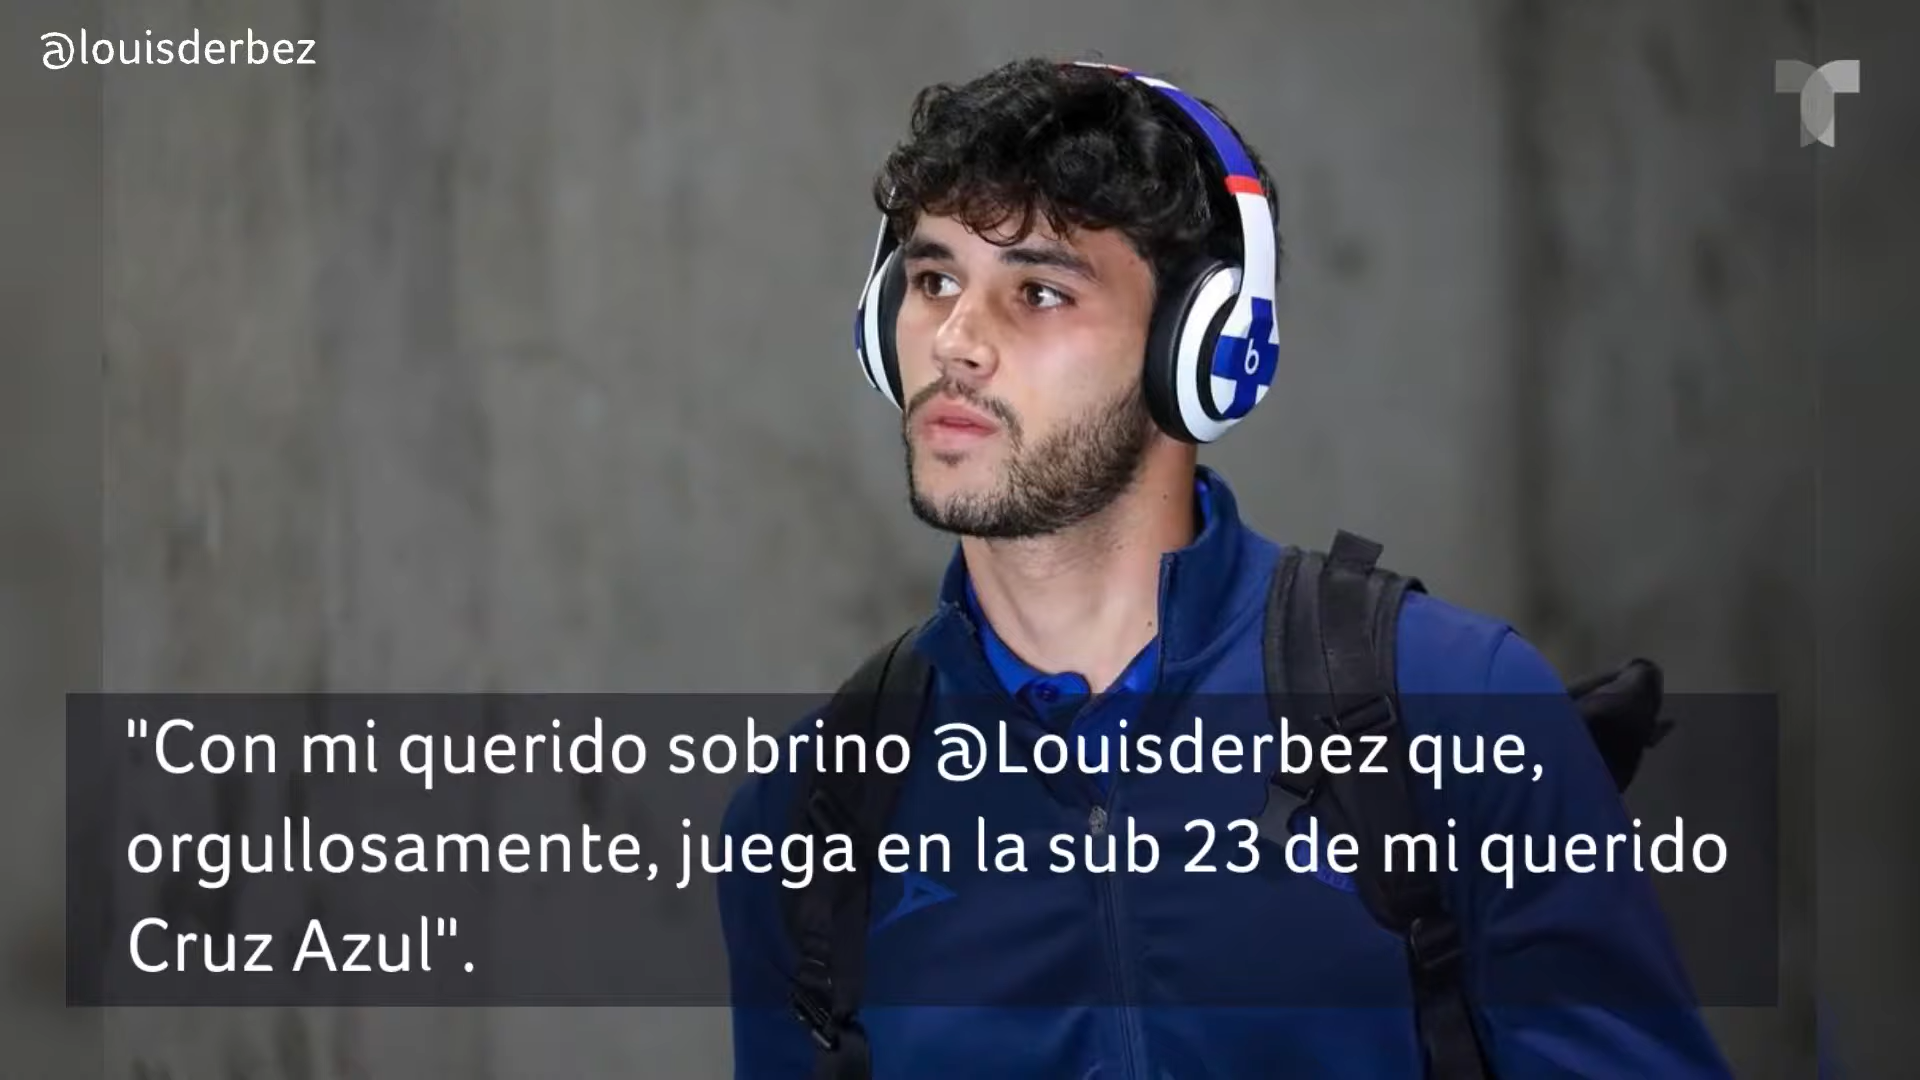 @louisderbez
b
"Con mi querido sobrino @Louisderbez que,
orgullosamente, juega en la sub 23 de mi querido
Cruz Azul".